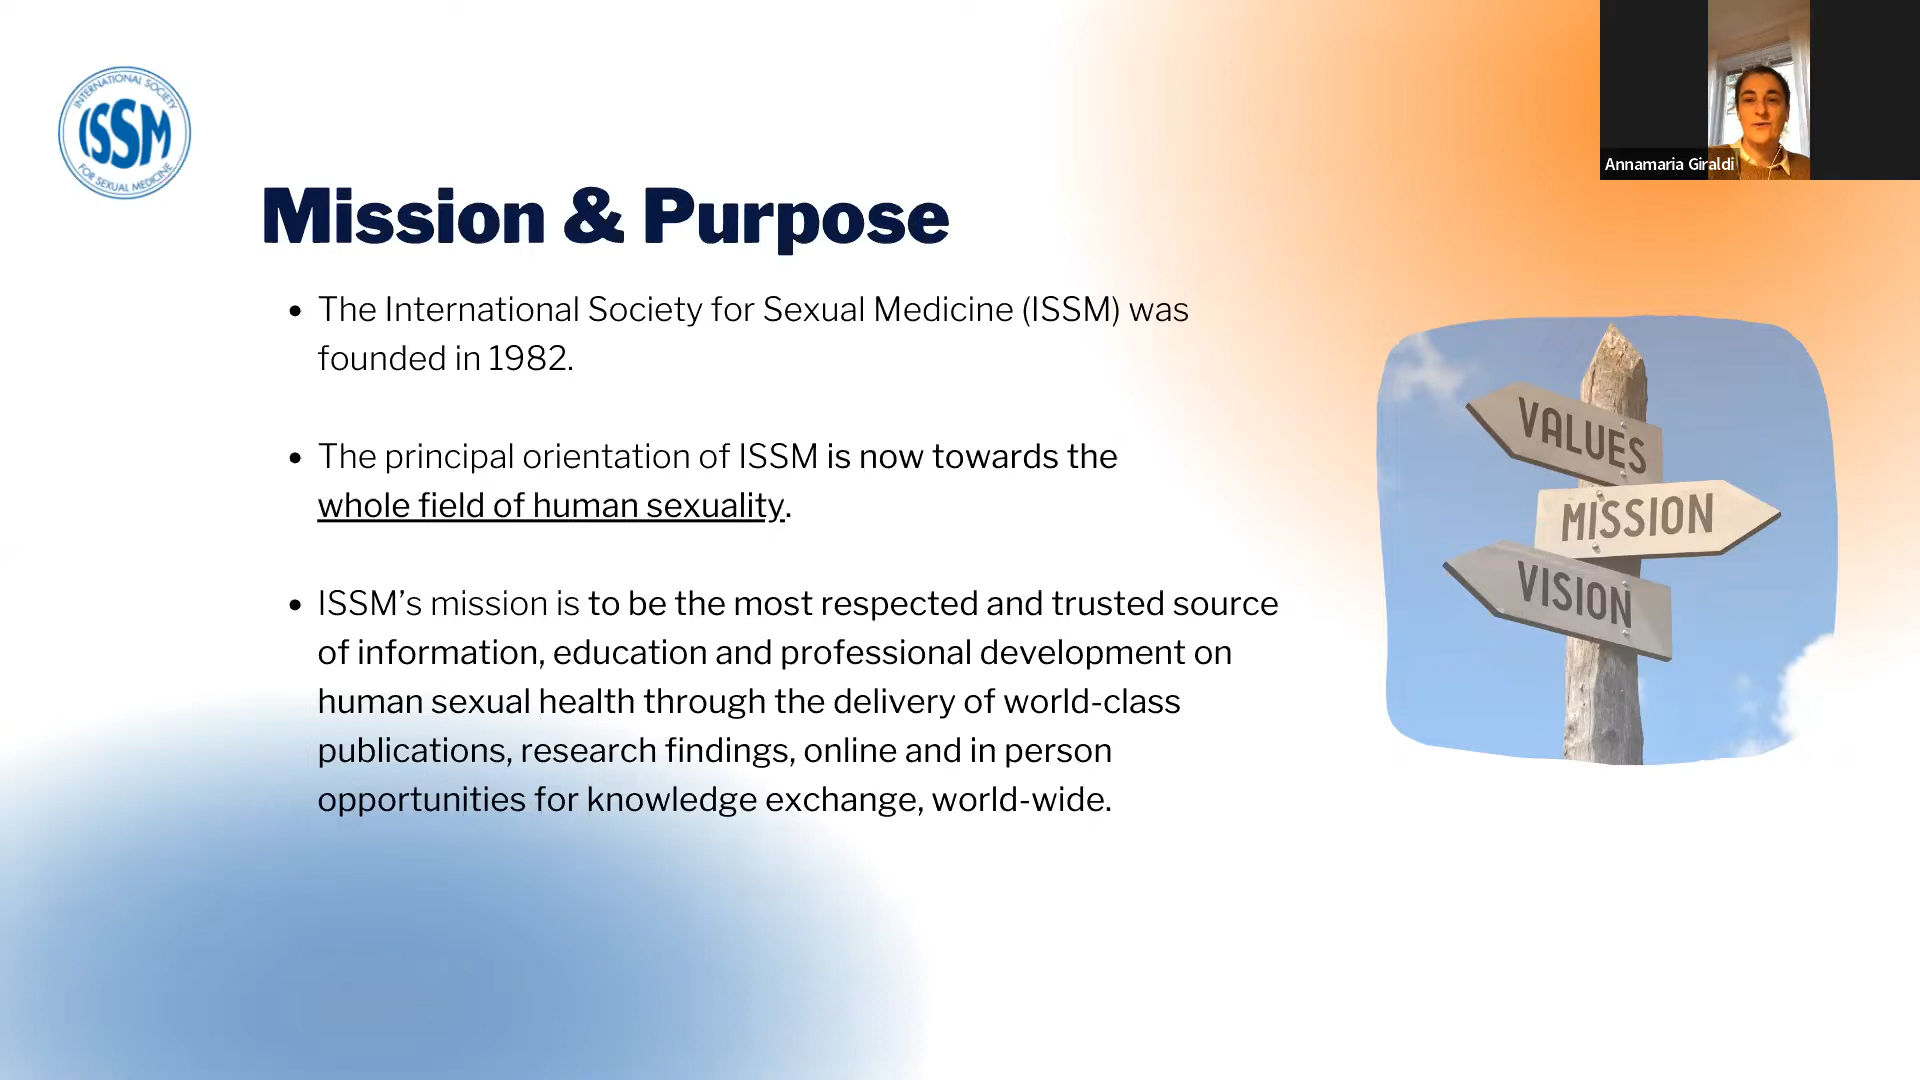 INTERNATIONAL SOCIETY
ISSM
FOR SEXUAL MEDICINE
Annamaria Giraldi
Mission & Purpose
• The International Society for Sexual Medicine (ISSM) was
founded in 1982.
• The principal orientation of ISSM is now towards the
whole field of human sexuality.
• ISSM’s mission is to be the most respected and trusted source
of information, education and professional development on
human sexual health through the delivery of world-class
publications, research findings, online and in person
opportunities for knowledge exchange, world-wide.
VALUES
MISSION
VISION